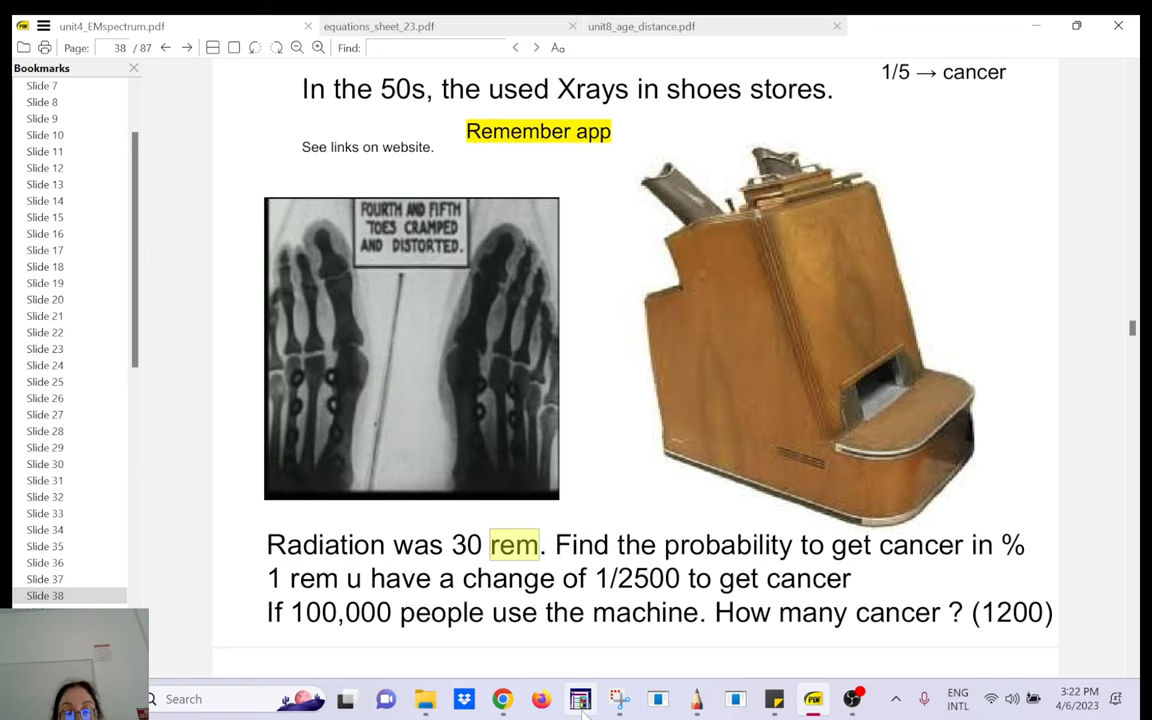 unit4_EMspectrum.pdf
equations_sheet_23.pdf
unit8_age_distance.pdf
Page: 38 / 87
Find:
Aa
Bookmarks
Slide 7
Slide 8
Slide 9
Slide 10
Slide 11
Slide 12
Slide 13
Slide 14
Slide 15
Slide 16
Slide 17
Slide 18
Slide 19
Slide 20
Slide 21
Slide 22
Slide 23
Slide 24
Slide 25
Slide 26
Slide 27
Slide 28
Slide 29
Slide 30
Slide 31
Slide 32
Slide 33
Slide 34
Slide 35
Slide 36
Slide 37
Slide 38
1/5 → cancer
In the 50s, the used Xrays in shoes stores.
Remember app
See links on website.
FOURTH AND FIFTH
TOES CRAMPED
AND DISTORTED.
Radiation was 30 rem. Find the probability to get cancer in %
1 rem u have a change of 1/2500 to get cancer
If 100,000 people use the machine. How many cancer ? (1200)
Search
PDF
ENG
INTL
3:22 PM
4/6/2023